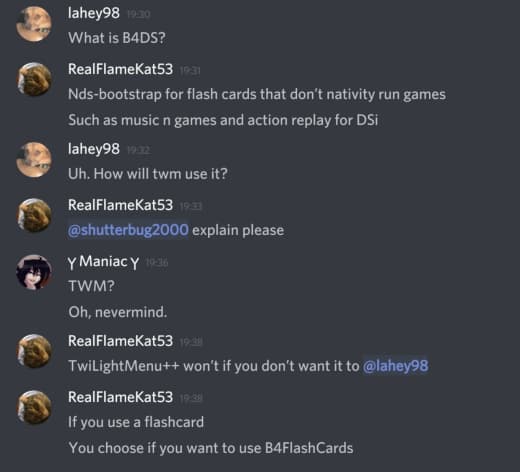 lahey98 19:30
What is B4DS?
RealFlameKat53 19:31
Nds-bootstrap for flash cards that don't nativity run games
Such as music n games and action replay for DSi
lahey98 19:32
Uh. How will twm use it?
RealFlameKat53 19:33
@shutterbug2000 explain please
γ Maniac γ 19:36
TWM?
Oh, nevermind.
RealFlameKat53 19:38
TwiLightMenu++ won't if you don't want it to @lahey98
RealFlameKat53 19:38
If you use a flashcard
You choose if you want to use B4FlashCards